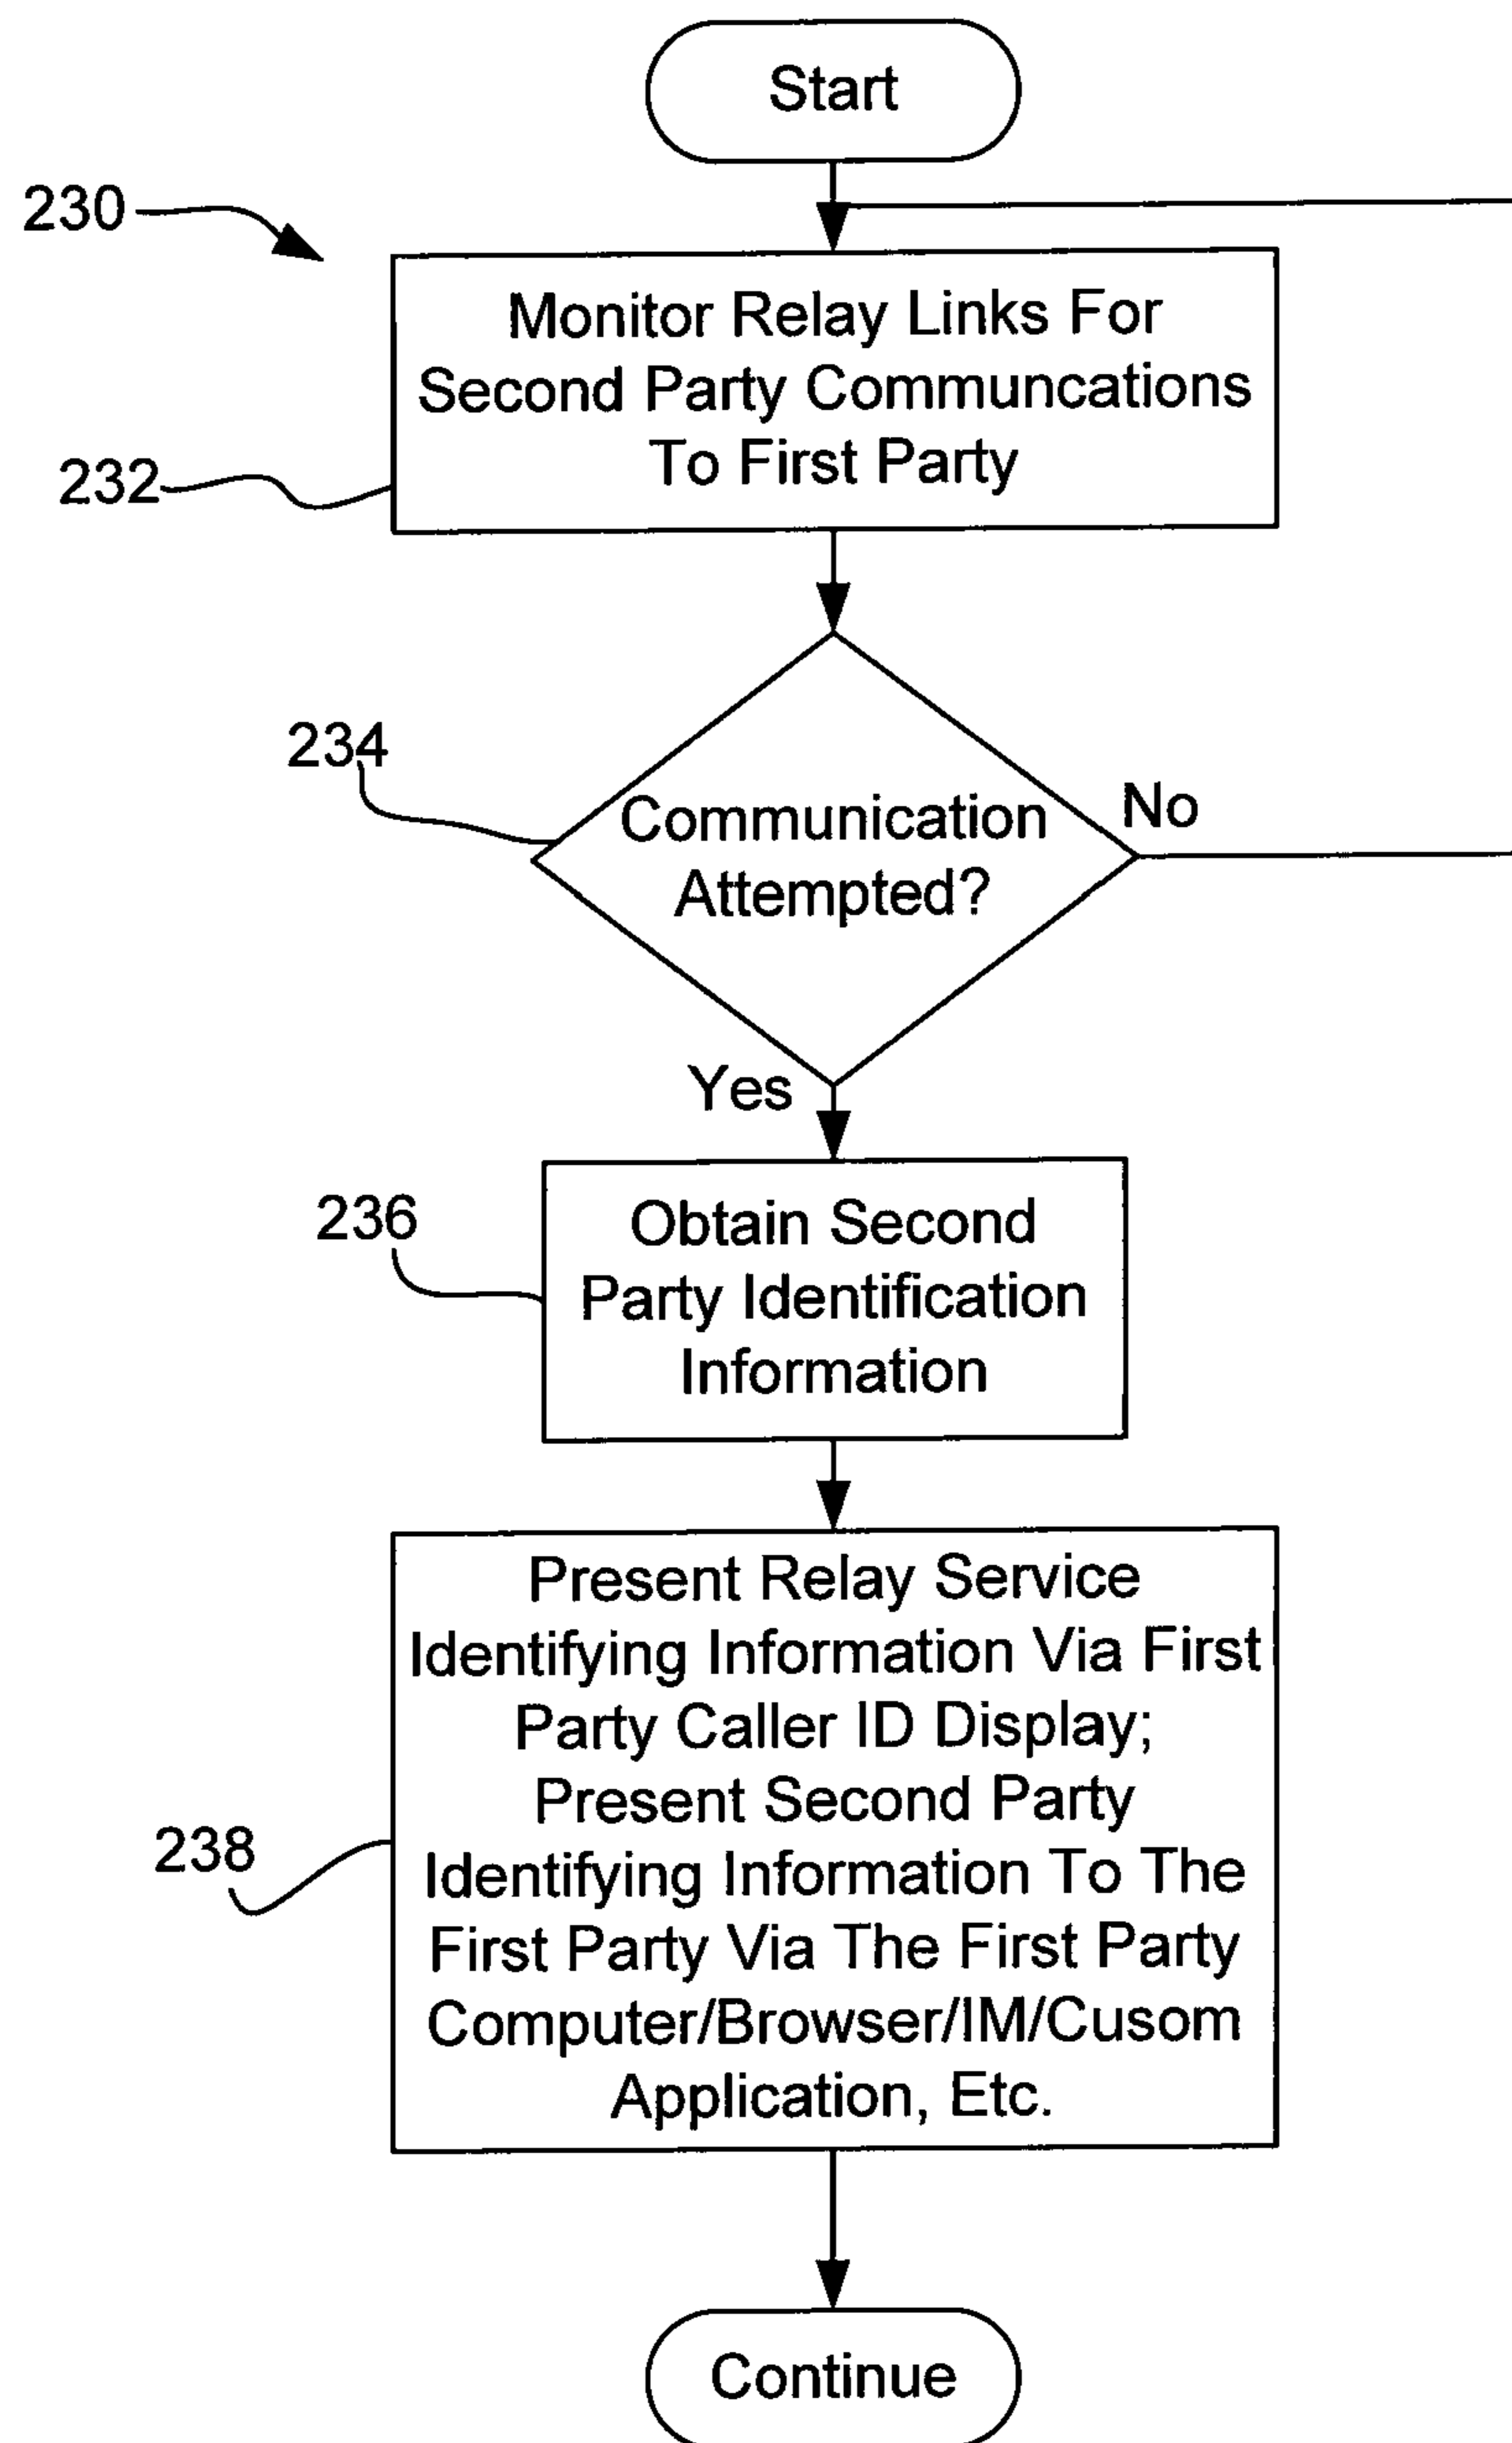 Start
230
Monitor Relay Links For
Second Party Communcations
To First Party
232
234
Communication
Attempted?
No
Yes
236
Obtain Second
Party Identification
Information
Present Relay Service
Identifying Information Via First
Party Caller ID Display;
Present Second Party
Identifying Information To The
First Party Via The First Party
Computer/Browser/IM/Cusom
Application, Etc.
238
Continue